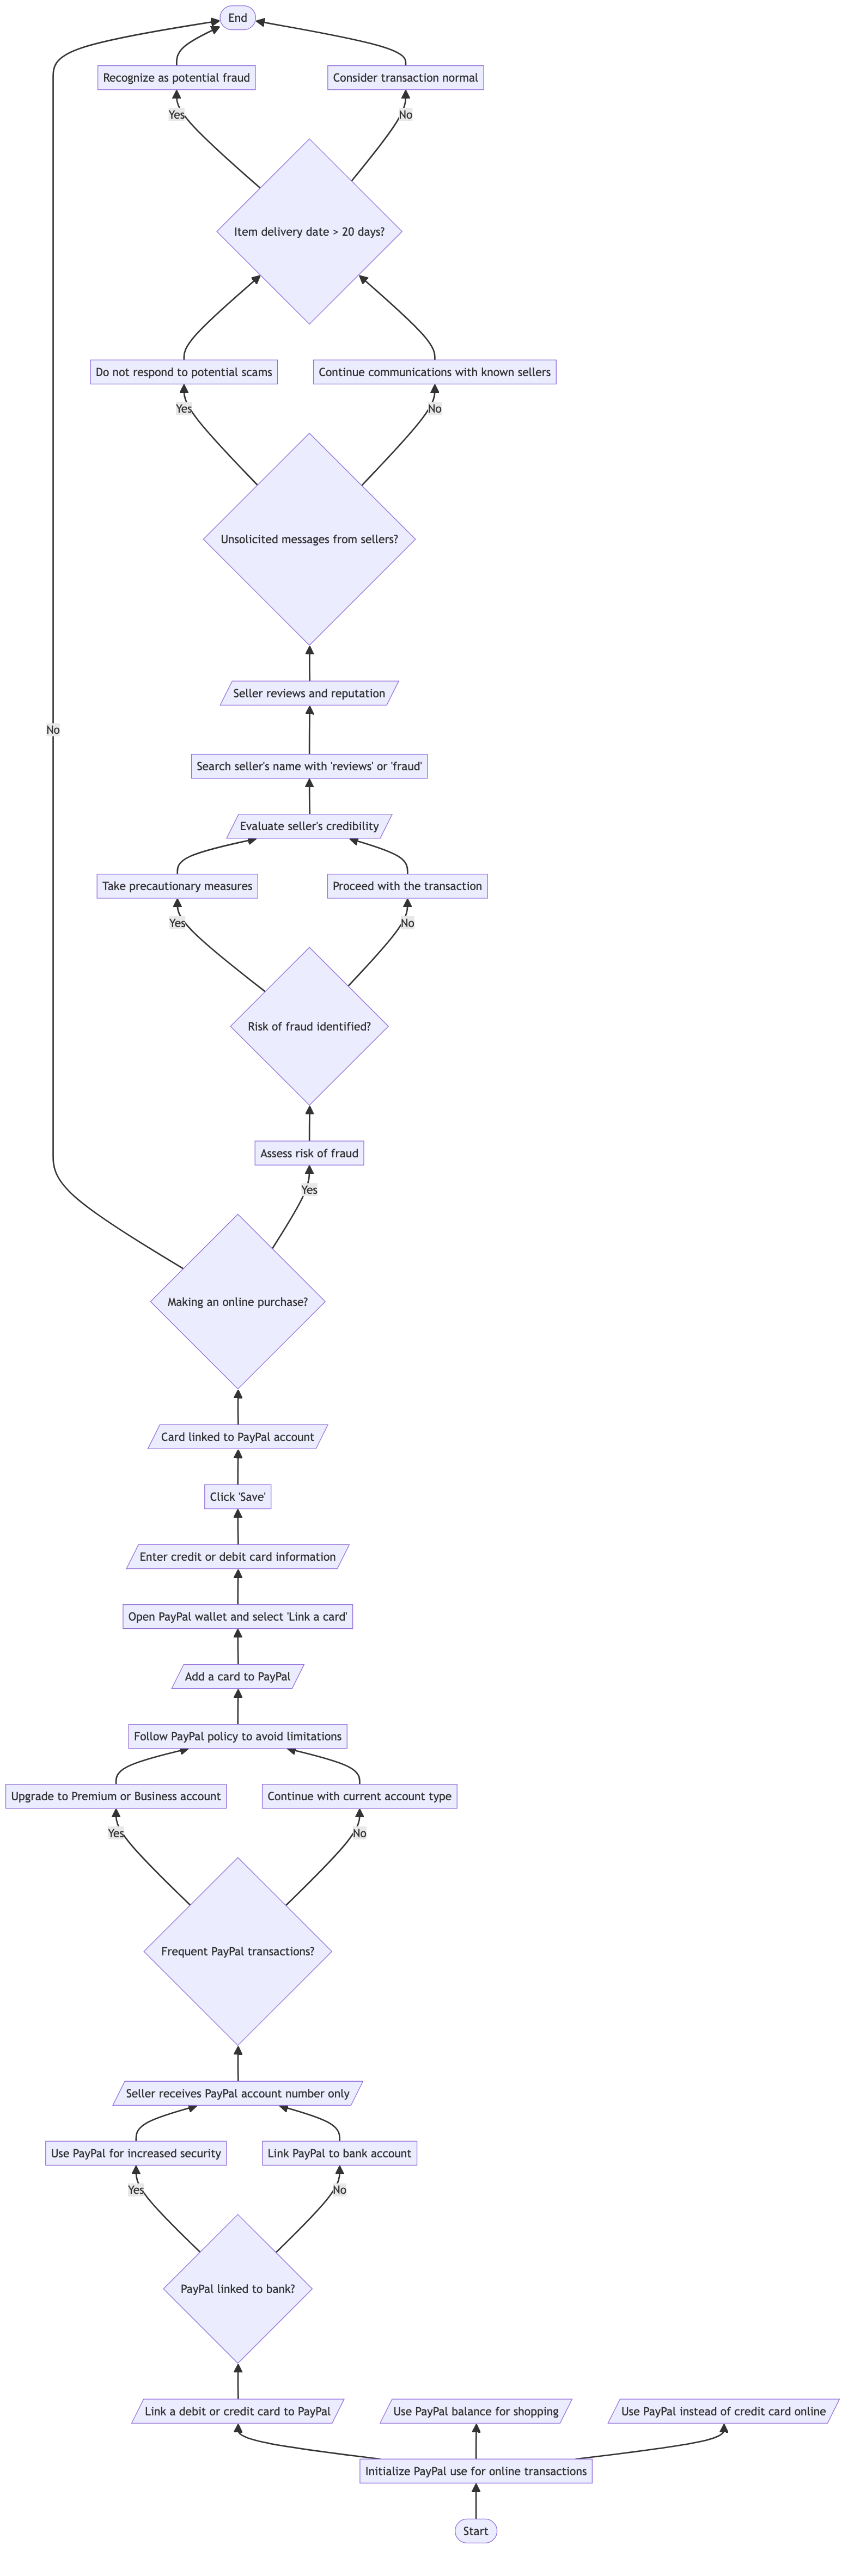 End
Recognize as potential fraud
Consider transaction normal
Yes
No
Item delivery date > 20 days?
Do not respond to potential scams
Continue communications with known sellers
Yes
No
Unsolicited messages from sellers?
Seller reviews and reputation
No
Search seller's name with 'reviews' or 'fraud'
Evaluate seller's credibility
Take precautionary measures
Proceed with the transaction
Yes
No
Risk of fraud identified?
Assess risk of fraud
Yes
Making an online purchase?
Card linked to PayPal account
Click 'Save'
Enter credit or debit card information
Open PayPal wallet and select 'Link a card'
Add a card to PayPal
Follow PayPal policy to avoid limitations
Upgrade to Premium or Business account
Continue with current account type
Yes
No
Frequent PayPal transactions?
Seller receives PayPal account number only
Use PayPal for increased security
Link PayPal to bank account
Yes
No
PayPal linked to bank?
Link a debit or credit card to PayPal
Use PayPal balance for shopping
Use PayPal instead of credit card online
Initialize PayPal use for online transactions
Start